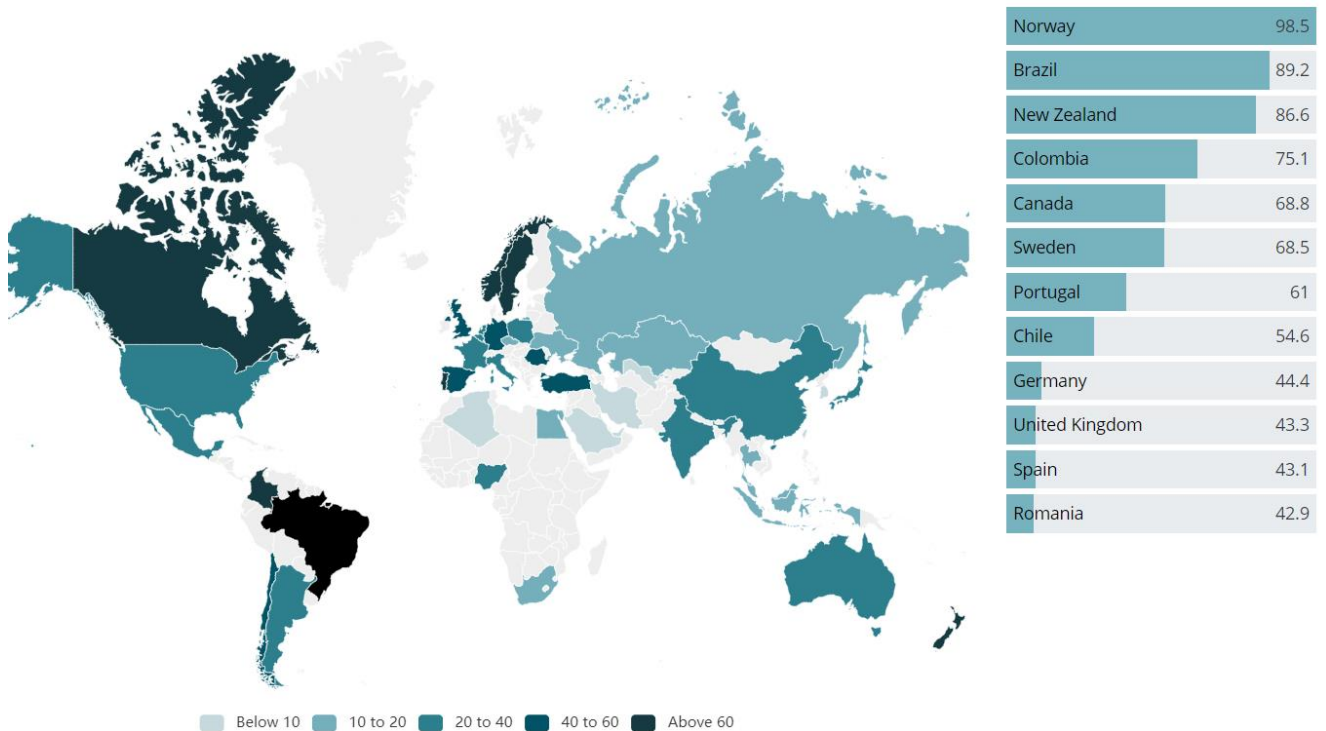 Norway 98.5
Brazil 89.2
New Zealand 86.6
Colombia 75.1
Canada 68.8
Sweden 68.5
Portugal 61
Chile 54.6
Germany 44.4
United Kingdom 43.3
Spain 43.1
Romania 42.9
Below 10 10 to 20 20 to 40 40 to 60 Above 60